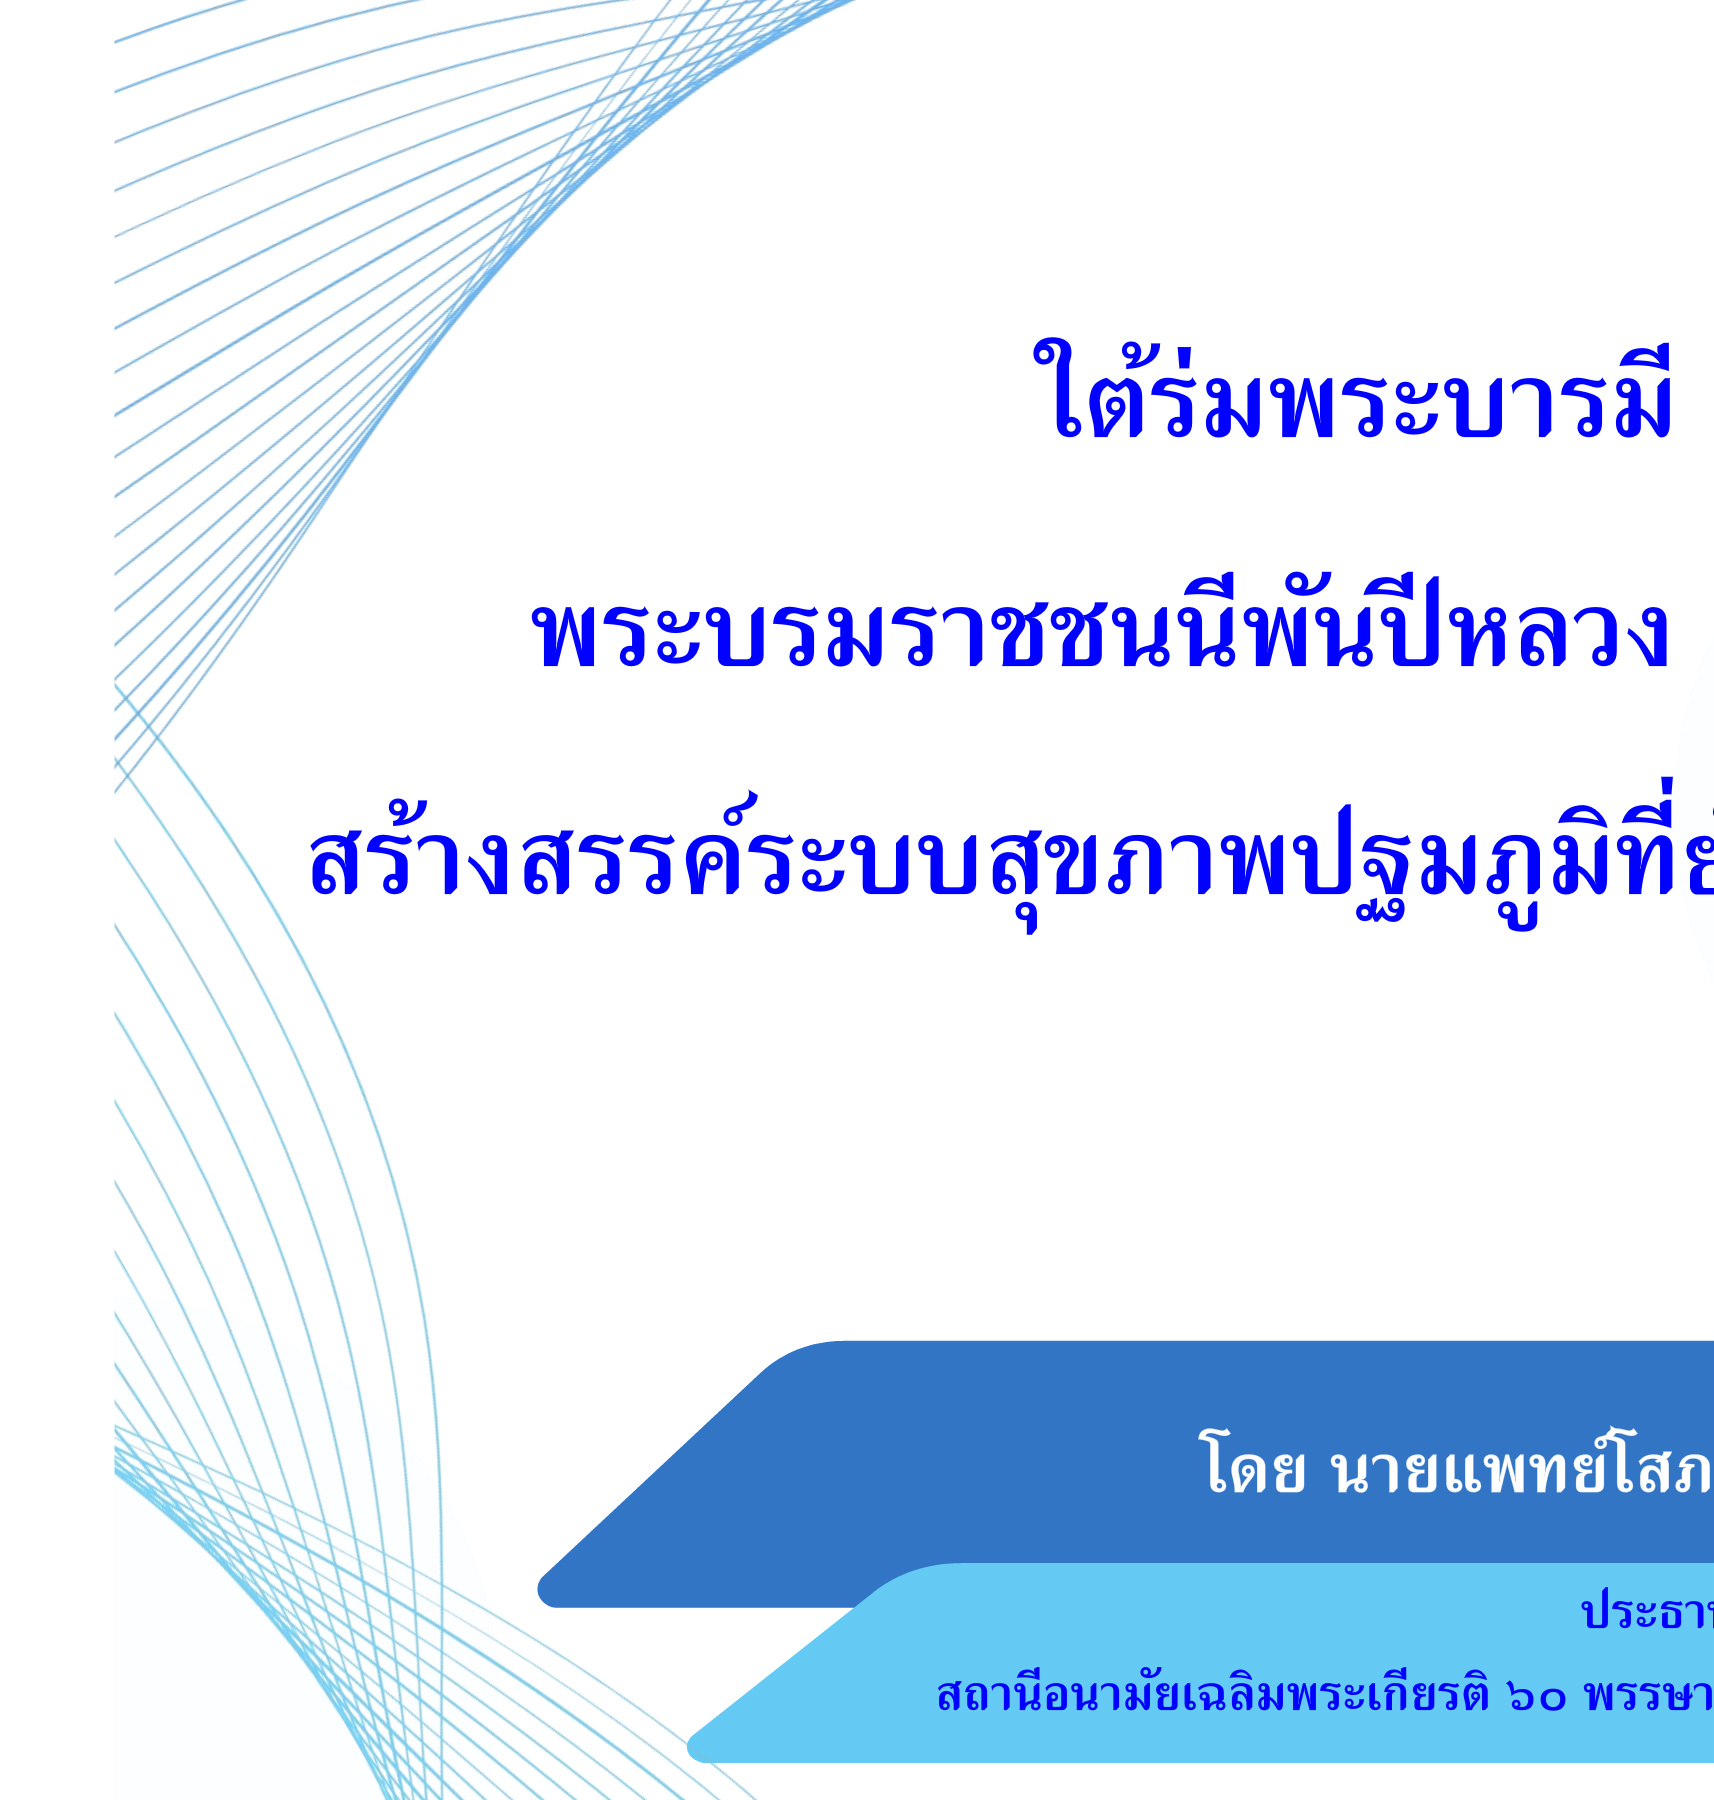 ใต้ร่มพระบารมี
พระบรมราชชนนีพันปีหลวง
สร้างสรรค์ระบบสุขภาพปฐมภูมิที่
โดย นายแพทย์โสภ
ประธาน
สถานีอนามัยเฉลิมพระเกียรติ ๖๐ พรรษา